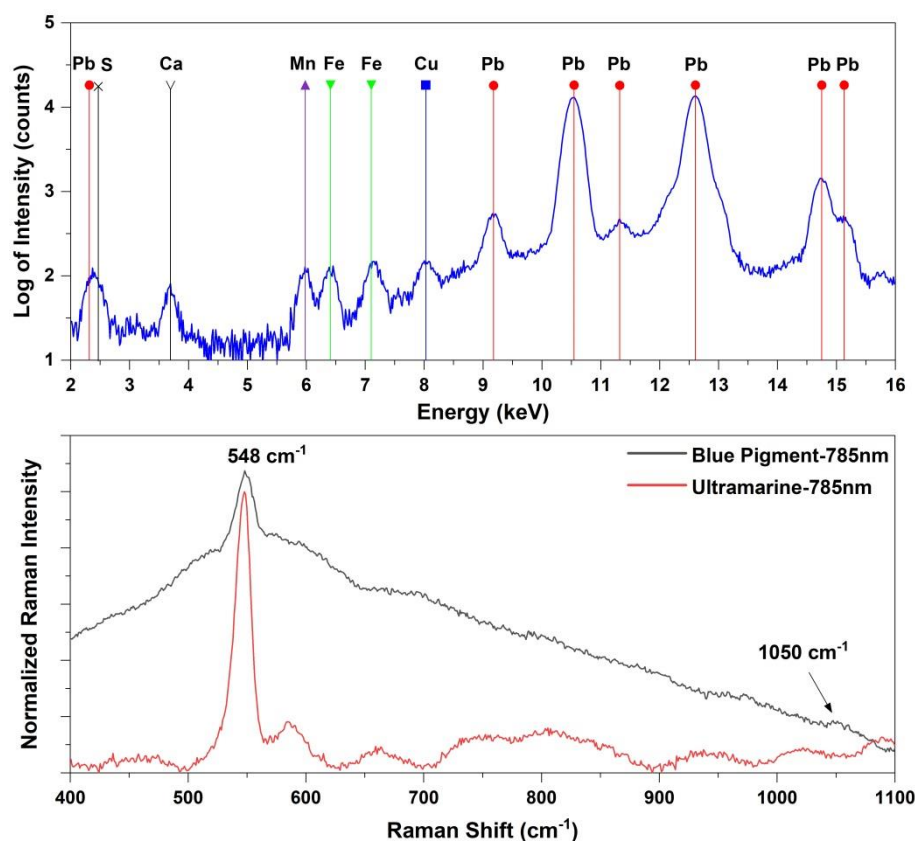 Log of Intensity (counts)
5
4
3
2
1
Pb S Ca Mn Fe Fe Cu Pb Pb Pb Pb Pb Pb
2 3 4 5 6 7 8 9 10 11 12 13 14 15 16
Energy (keV)
Normalized Raman Intensity
548 cm-1
Blue Pigment-785nm
Ultramarine-785nm
1050 cm-1
400 500 600 700 800 900 1000 1100
Raman Shift (cm-1)